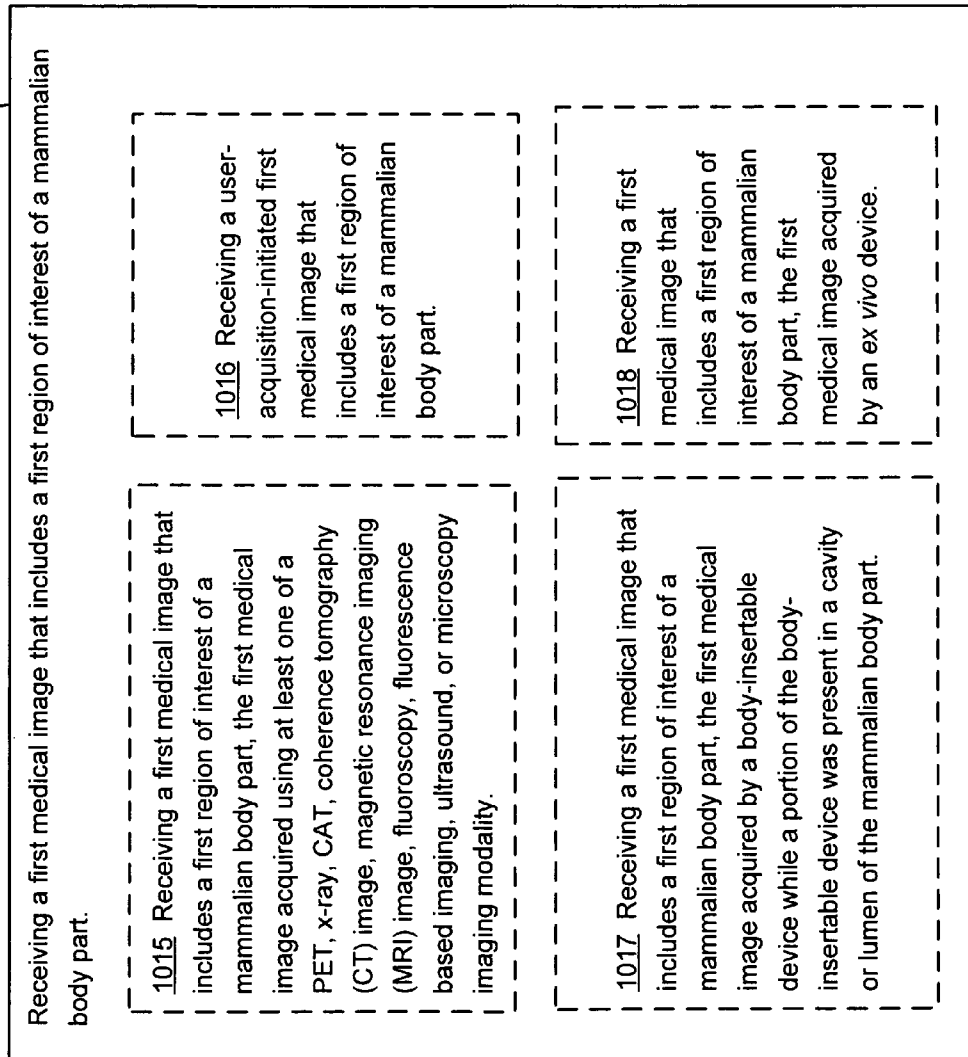 Receiving a first medical image that includes a first region of interest of a mammalian
body part.
1015 Receiving a first medical image that
includes a first region of interest of a
mammalian body part, the first medical
image acquired using at least one of a
PET, x-ray, CAT, coherence tomography
(CT) image, magnetic resonance imaging
(MRI) image, fluoroscopy, fluorescence
based imaging, ultrasound, or microscopy
imaging modality.
1016 Receiving a user-
acquisition-initiated first
medical image that
includes a first region of
interest of a mammalian
body part.
1017 Receiving a first medical image that
includes a first region of interest of a
mammalian body part, the first medical
image acquired by a body-insertable
device while a portion of the body-
insertable device was present in a cavity
or lumen of the mammalian body part.
1018 Receiving a first
medical image that
includes a first region of
interest of a mammalian
body part, the first
medical image acquired
by an ex vivo device.